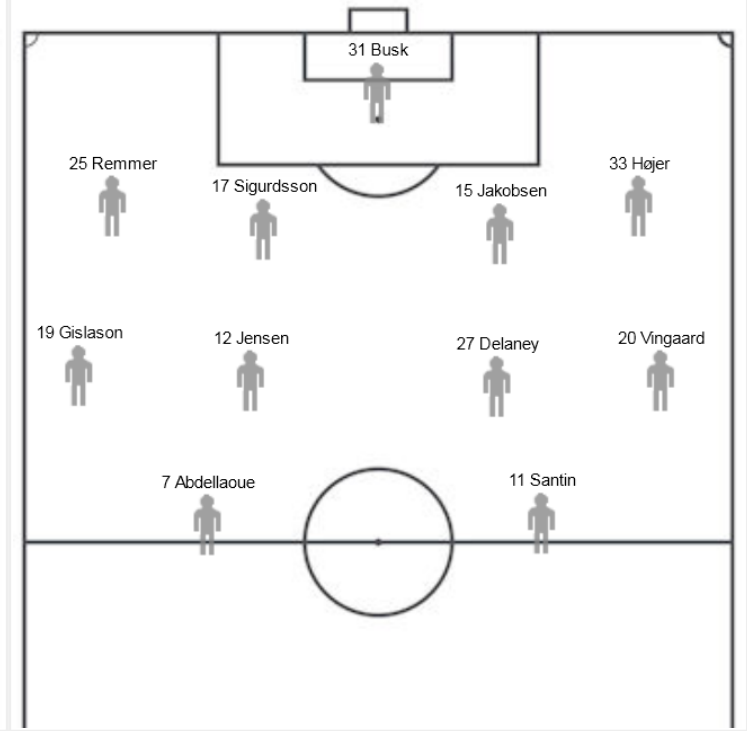 31 Busk
25 Remmer
17 Sigurdsson
15 Jakobsen
33 Højer
19 Gislason
12 Jensen
27 Delaney
20 Vingaard
7 Abdellaoue
11 Santin